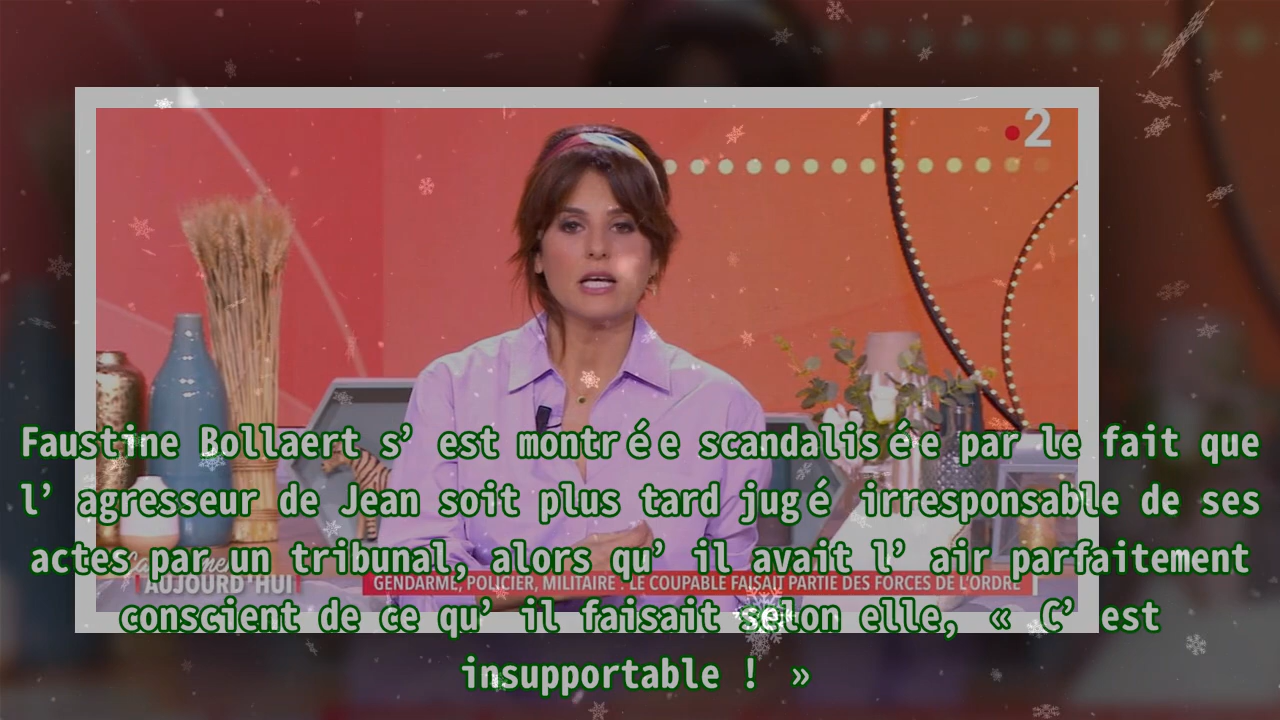 2
Faustine Bollaert s’ est montrée scandalisée par le fait que
l’ agresseur de Jean soit plus tard jugé irresponsable de ses
actes par un tribunal, alors qu’ il avait l’ air parfaitement
AUJOURD'HUI
GENDARME, POLICIER, MILITAIRE : LE COUPABLE FAISAIT PARTIE DES FORCES DE L'ORDRE
conscient de ce qu’ il faisait selon elle, « C’ est
insupportable ! »